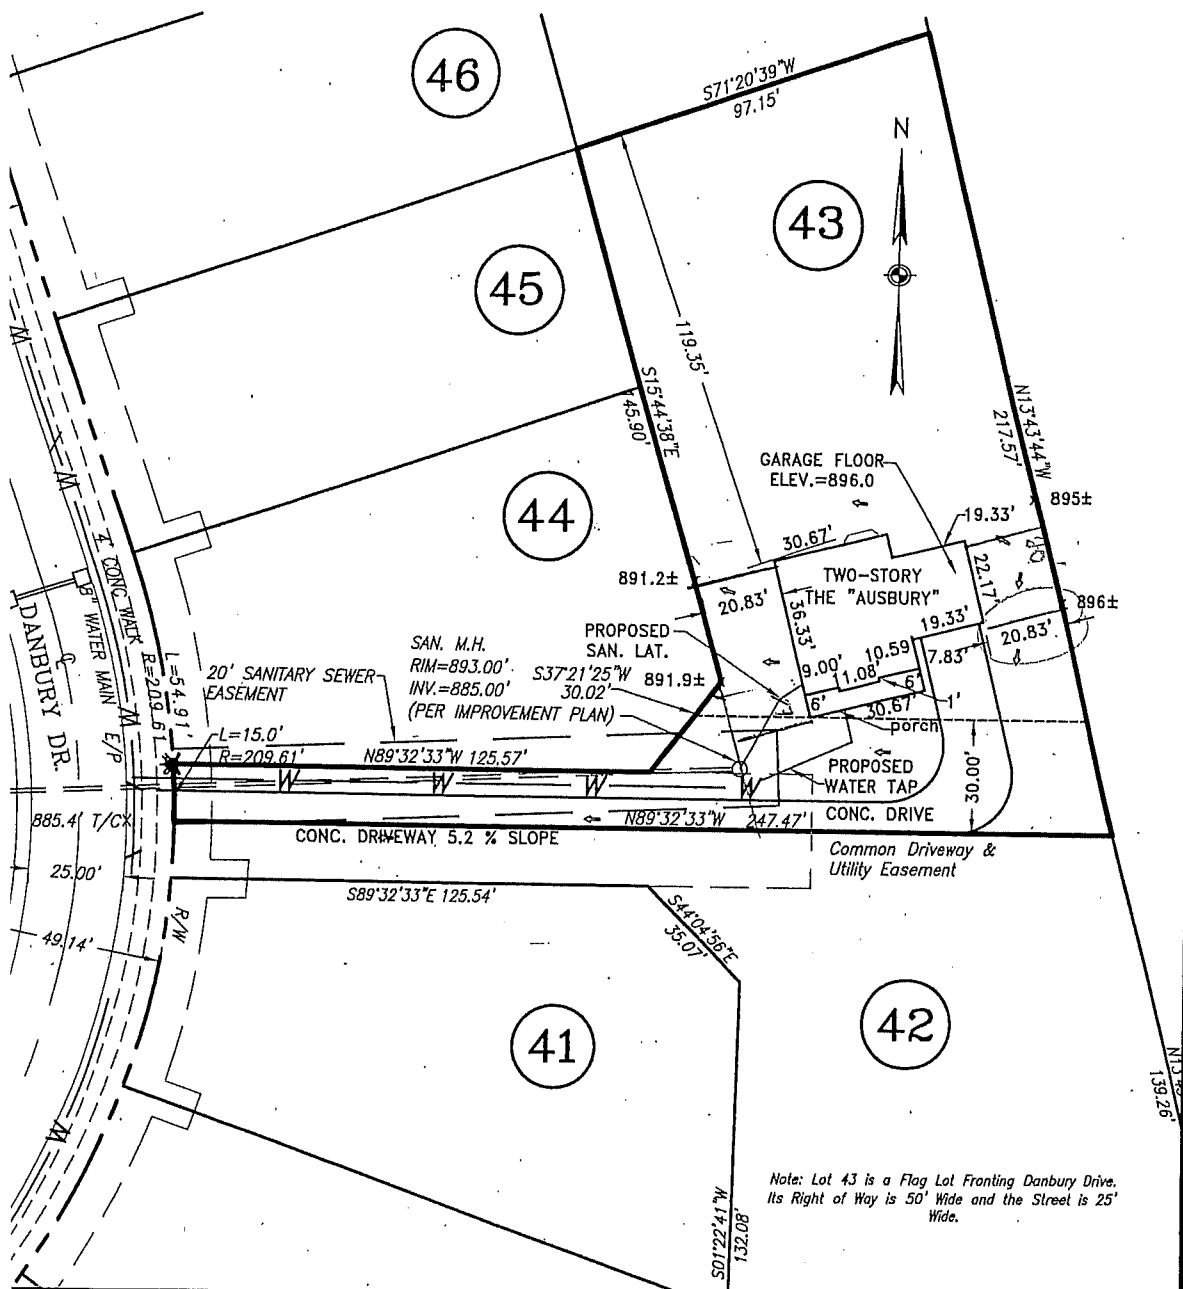 46
S71°20'39"W
97.15'
N
43
45
119.35'
S15°44'38"E
145.90'
N13°43'44"W
217.57'
GARAGE FLOOR
ELEV.=896.0
895±
19.33'
44
30.67'
891.2±
TWO-STORY
THE "AUSBURY"
22.17'
20.83'
36.33'
19.33'
896±
20.83'
4' CONC. WALK
8" WATER MAIN
E/P
DANBURY DR.
℄
L=54.91'
R=209.61'
20' SANITARY SEWER
EASEMENT
SAN. M.H.
RIM=893.00'
INV.=885.00'
(PER IMPROVEMENT PLAN)
PROPOSED
SAN. LAT.
S37°21'25"W
30.02'
891.9±
9.00'
10.59
11.08'
7.83'
6'
6'
1'
30.67'
porch
L=15.0'
R=209.61'
N89°32'33"W 125.57'
W
W
W
W
PROPOSED
WATER TAP
30.00'
885.4' T/C
CONC. DRIVE
N89°32'33"W 247.47'
CONC. DRIVEWAY 5.2 % SLOPE
Common Driveway &
Utility Easement
25.00'
S89°32'33"E 125.54'
R/W
S44°04'56"E
35.07'
49.14'
41
42
W
W
W
W
139.26'
S01°22'41"W
132.08'
Note: Lot 43 is a Flag Lot Fronting Danbury Drive.
Its Right of Way is 50' Wide and the Street is 25'
Wide.